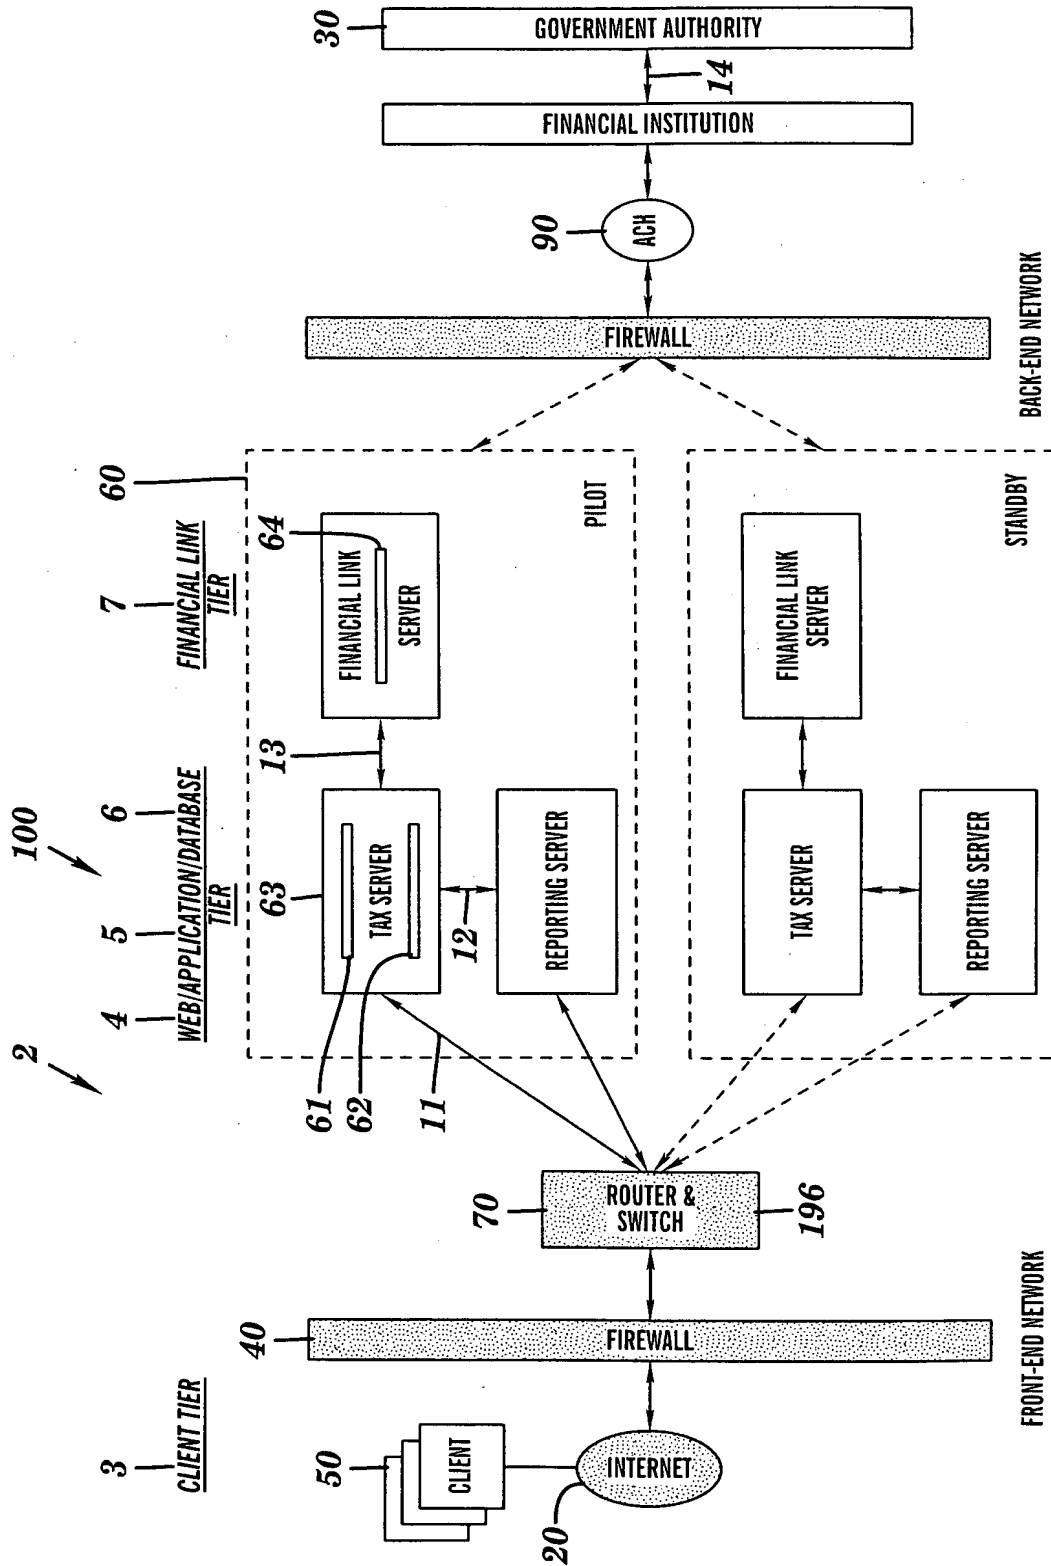 100
2
3
CLIENT TIER
4
5
6
WEB/APPLICATION/DATABASE
TIER
7
FINANCIAL LINK
TIER
50
CLIENT
20
INTERNET
40
FIREWALL
FRONT-END NETWORK
70
ROUTER &
SWITCH
196
60
61
62
63
TAX SERVER
11
12
REPORTING SERVER
13
64
FINANCIAL LINK
SERVER
PILOT
TAX SERVER
REPORTING SERVER
FINANCIAL LINK
SERVER
STANDBY
FIREWALL
BACK-END NETWORK
90
ACH
FINANCIAL INSTITUTION
14
30
GOVERNMENT AUTHORITY